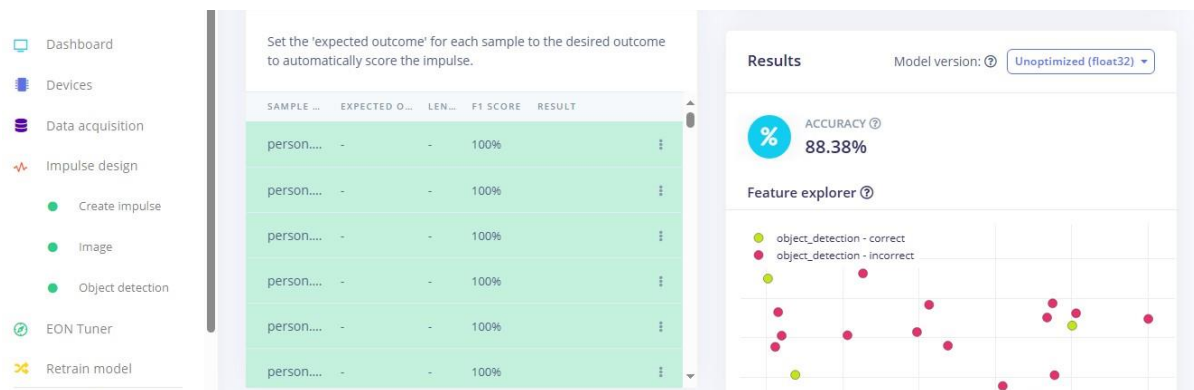 Dashboard
Devices
Data acquisition
Impulse design
Create impulse
Image
Object detection
EON Tuner
Retrain model
Set the 'expected outcome' for each sample to the desired outcome
to automatically score the impulse.
SAMPLE ... EXPECTED O... LEN... F1 SCORE RESULT
person.... - - 100%
person.... - - 100%
person.... - - 100%
person.... - - 100%
person.... - - 100%
person.... - - 100%
Results Model version: Unoptimized (float32)
% ACCURACY
88.38%
Feature explorer
object_detection - correct
object_detection - incorrect